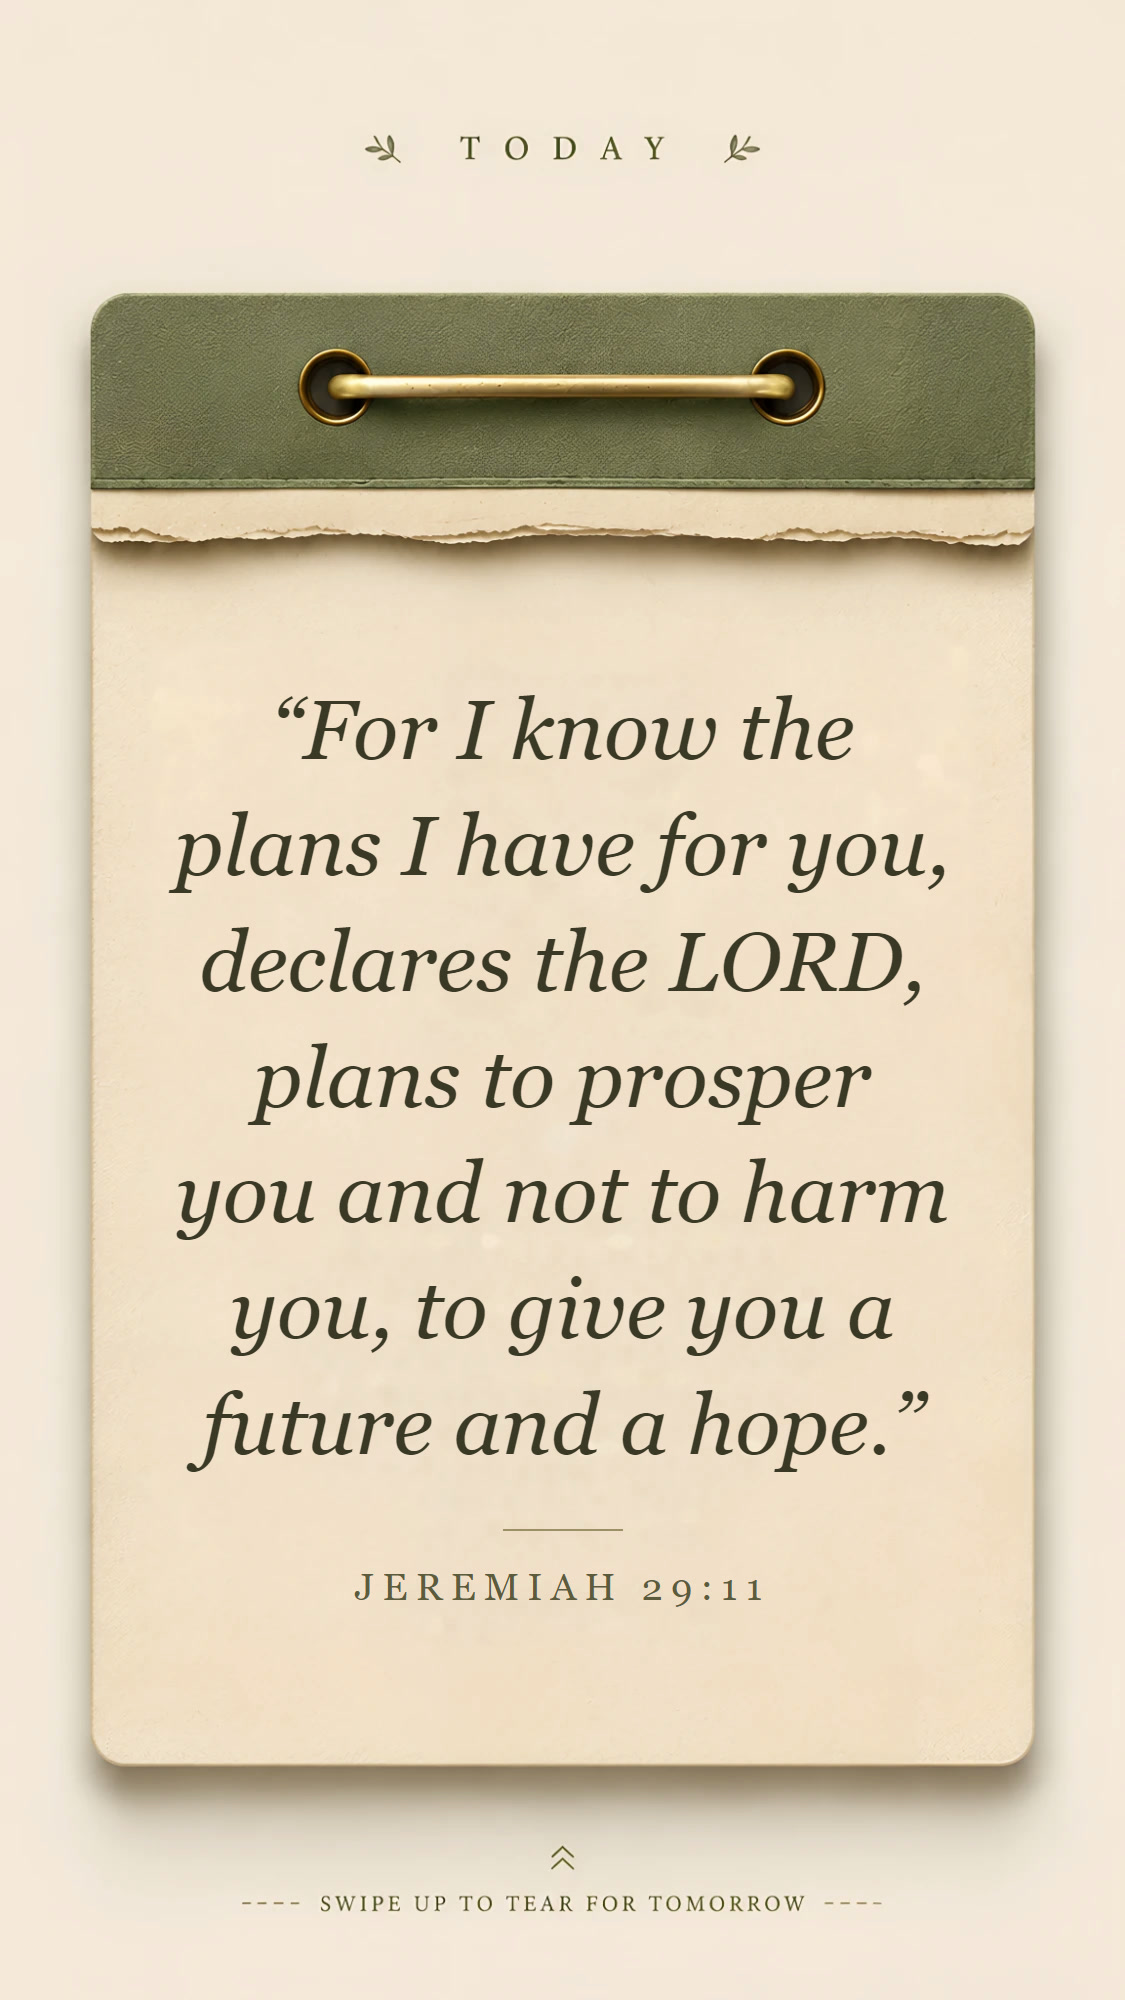 TODAY
“For I know the
plans I have for you,
declares the LORD,
plans to prosper
you and not to harm
you, to give you a
future and a hope.”
JEREMIAH 29:11
SWIPE UP TO TEAR FOR TOMORROW